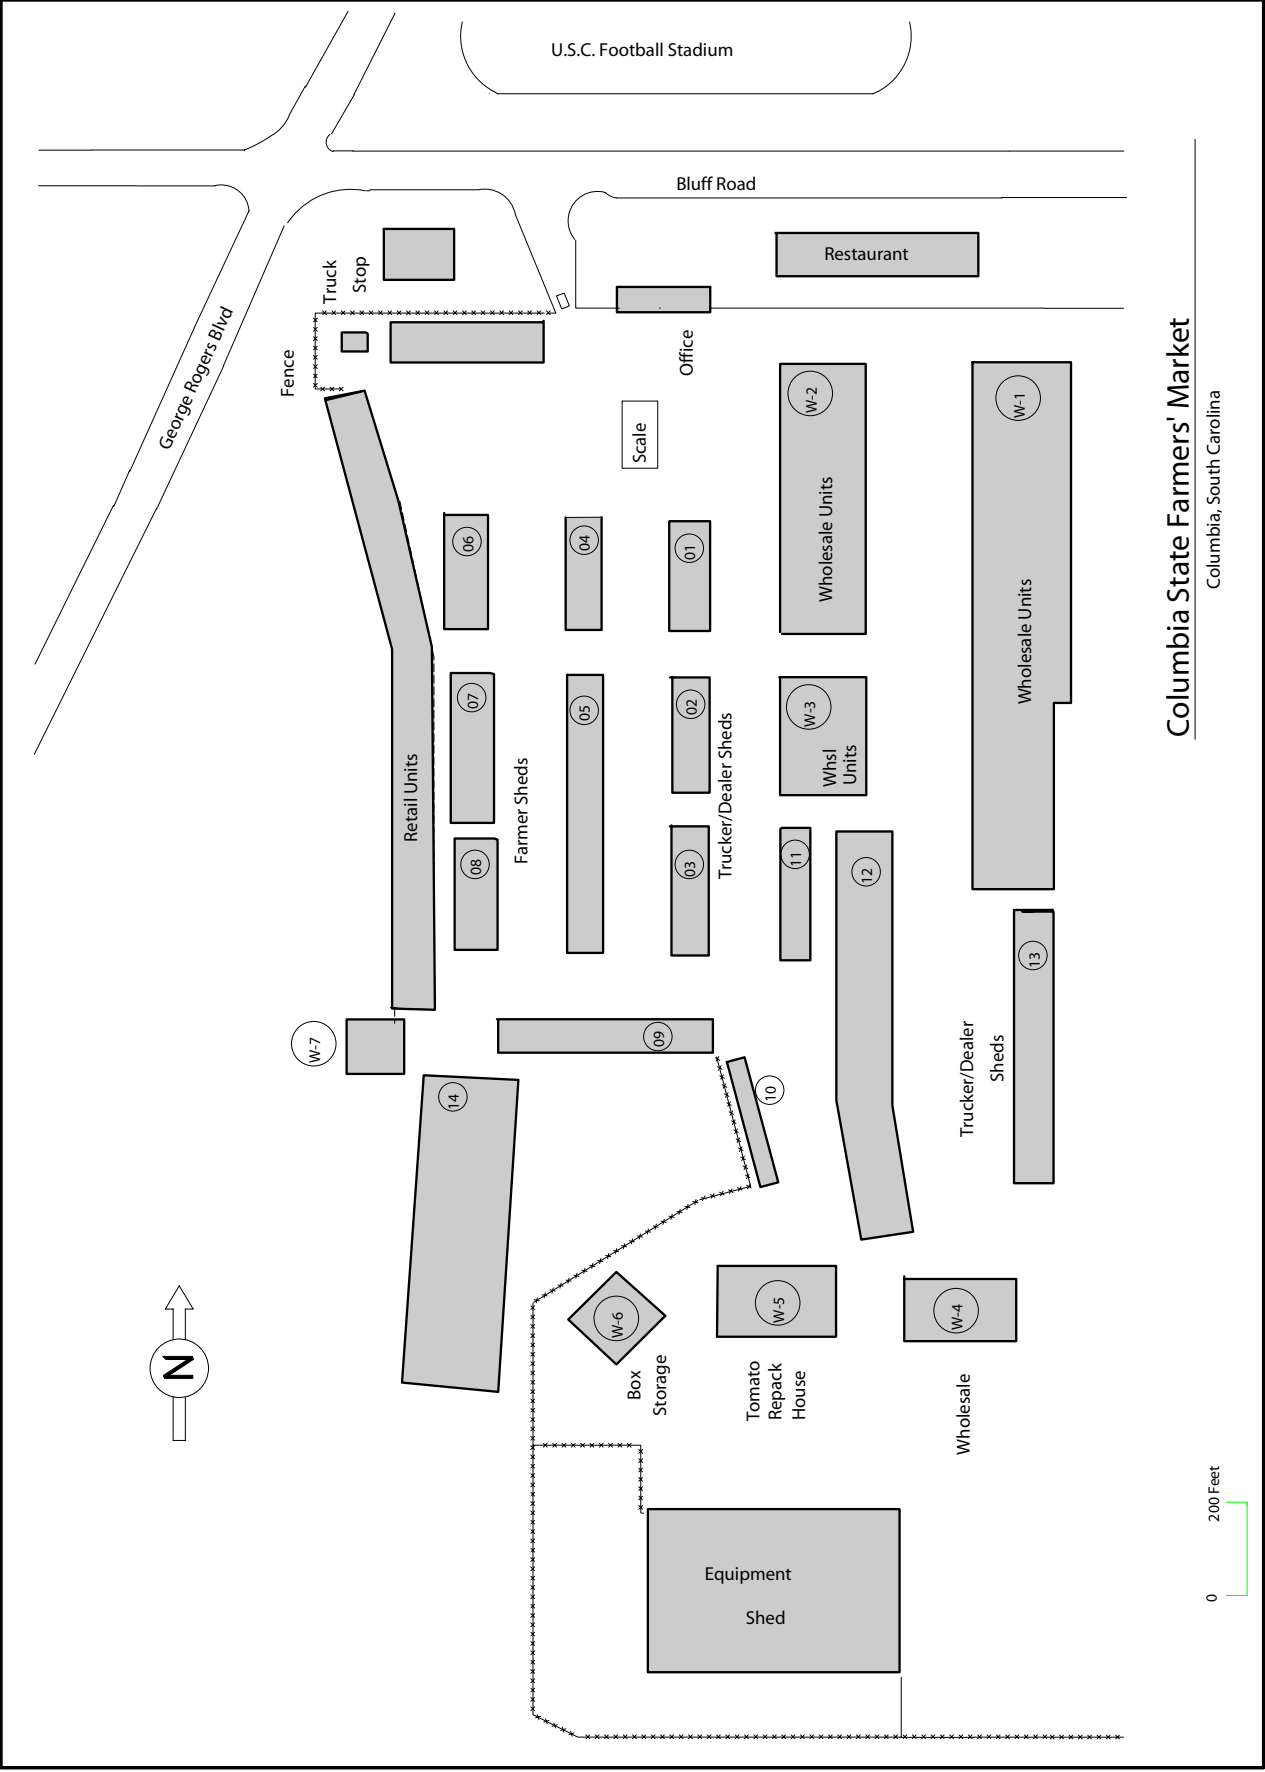 U.S.C. Football Stadium
Bluff Road
George Rogers Blvd
Truck
Stop
Fence
Restaurant
Office
Scale
W-2
Wholesale Units
W-1
Wholesale Units
Columbia State Farmers' Market
Columbia, South Carolina
06
04
01
07
05
02
W-3
Whsl
Units
Retail Units
Farmer Sheds
Trucker/Dealer Sheds
08
03
11
12
13
Trucker/Dealer
Sheds
W-7
09
14
10
N
W-6
Box
Storage
W-5
Tomato
Repack
House
W-4
Wholesale
Equipment
Shed
0
200 Feet